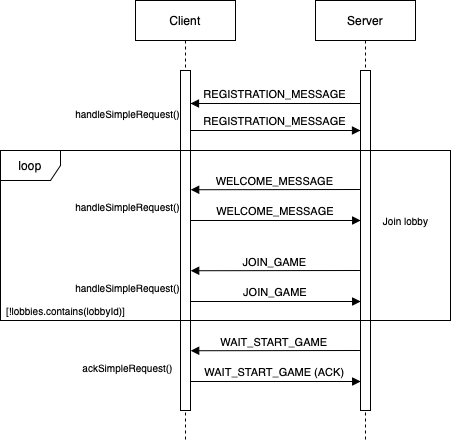 Client
Server
REGISTRATION_MESSAGE
handleSimpleRequest()
REGISTRATION_MESSAGE
loop
WELCOME_MESSAGE
handleSimpleRequest()
WELCOME_MESSAGE
Join lobby
JOIN_GAME
handleSimpleRequest()
JOIN_GAME
[!lobbies.contains(lobbyId)]
WAIT_START_GAME
ackSimpleRequest()
WAIT_START_GAME (ACK)